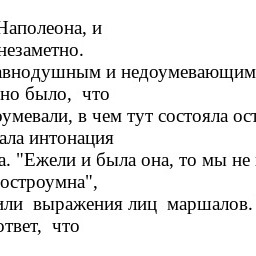 Наполеона, и
незаметно.
авнодушным и недоумевающим
но было, что
умевали, в чем тут состояла ост
ала интонация
а. "Ежели и была она, то мы не
остроумна",
или выражения лиц маршалов.
ответ, что